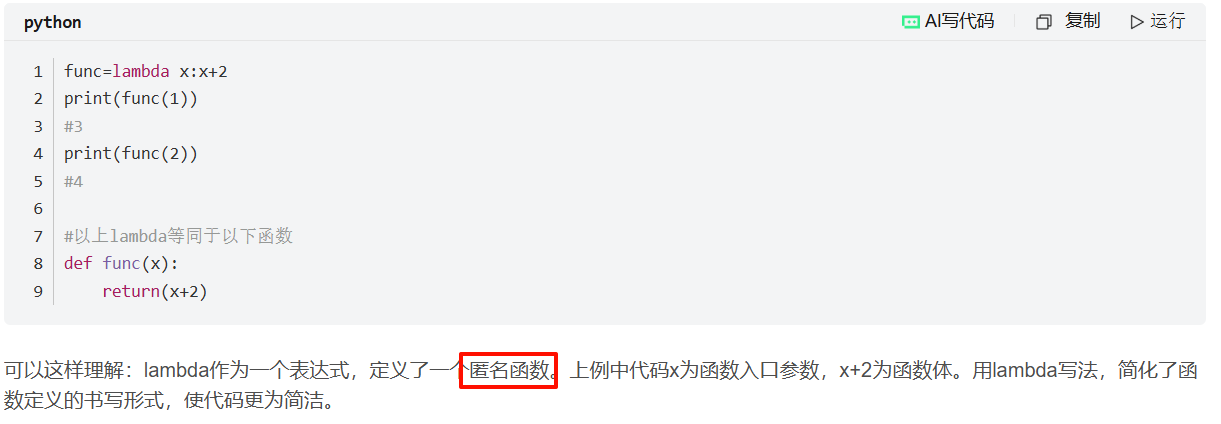 python AI写代码 复制 运行
1 func=lambda x:x+2
2 print(func(1))
3 #3
4 print(func(2))
5 #4
6
7 #以上lambda等同于以下函数
8 def func(x):
9     return(x+2)
可以这样理解：lambda作为一个表达式，定义了一个匿名函数。上例中代码x为函数入口参数，x+2为函数体。用lambda写法，简化了函
数定义的书写形式，使代码更为简洁。